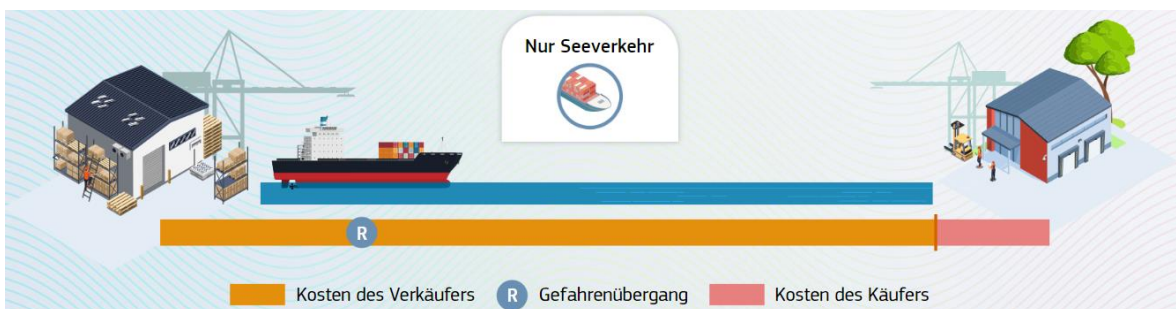 Nur Seeverkehr
R
Kosten des Verkäufers R Gefahrenübergang Kosten des Käufers